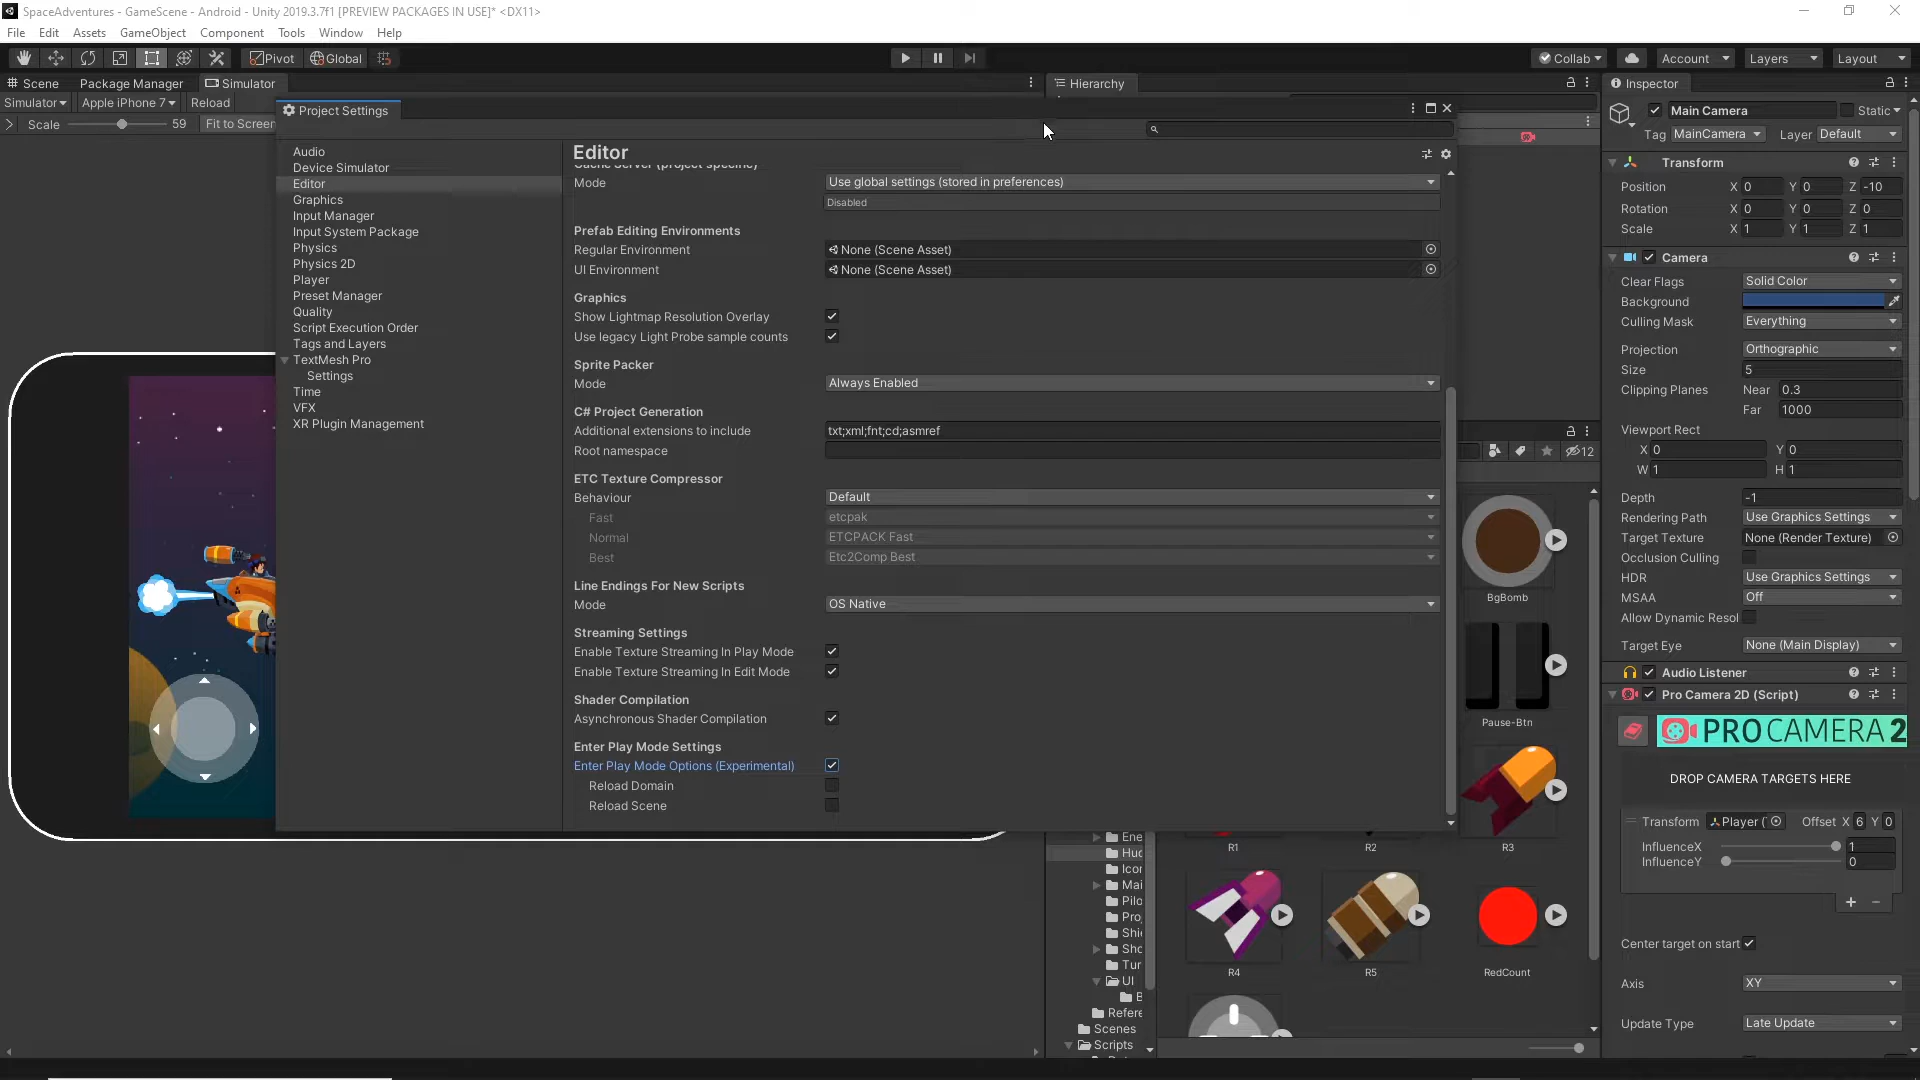 SpaceAdventures - GameScene - Android - Unity 2019.3.7f1 [PREVIEW PACKAGES IN USE]* <DX11>
File Edit Assets GameObject Component Tools Window Help
Pivot Global Collab Account Layers Layout
Scene Package Manager Simulator
Simulator Apple iPhone 7 Reload
Scale 59 Fit to Screen
Project Settings
Audio
Device Simulator
Editor
Graphics
Input Manager
Input System Package
Physics
Physics 2D
Player
Preset Manager
Quality
Script Execution Order
Tags and Layers
TextMesh Pro
Settings
Time
VFX
XR Plugin Management
Editor
Cache Server (project specific)
Mode Use global settings (stored in preferences)
Disabled
Prefab Editing Environments
Regular Environment None (Scene Asset)
UI Environment None (Scene Asset)
Graphics
Show Lightmap Resolution Overlay
Use legacy Light Probe sample counts
Sprite Packer
Mode Always Enabled
C# Project Generation
Additional extensions to include txt;xml;fnt;cd;asmref
Root namespace
ETC Texture Compressor
Behaviour Default
Fast etcpak
Normal ETCPACK Fast
Best Etc2Comp Best
Line Endings For New Scripts
Mode OS Native
Streaming Settings
Enable Texture Streaming In Play Mode
Enable Texture Streaming In Edit Mode
Shader Compilation
Asynchronous Shader Compilation
Enter Play Mode Settings
Enter Play Mode Options (Experimental)
Reload Domain
Reload Scene
Hierarchy
12
BgBomb
Pause-Btn
R1 R2 R3
R4 R5 RedCount
Ene
Huc
Icor
Mai
Pilo
Proj
Shi
Sho
Tur
UI
B
Refere
Scenes
Scripts
Inspector
Main Camera Static
Tag MainCamera Layer Default
Transform
Position X 0 Y 0 Z -10
Rotation X 0 Y 0 Z 0
Scale X 1 Y 1 Z 1
Camera
Clear Flags Solid Color
Background
Culling Mask Everything
Projection Orthographic
Size 5
Clipping Planes Near 0.3
Far 1000
Viewport Rect
X 0 Y 0
W 1 H 1
Depth -1
Rendering Path Use Graphics Settings
Target Texture None (Render Texture)
Occlusion Culling
HDR Use Graphics Settings
MSAA Off
Allow Dynamic Resol
Target Eye None (Main Display)
Audio Listener
Pro Camera 2D (Script)
PROCAMERA 2
DROP CAMERA TARGETS HERE
Transform Player ( Offset X 6 Y 0
InfluenceX 1
InfluenceY 0
Center target on start
Axis XY
Update Type Late Update